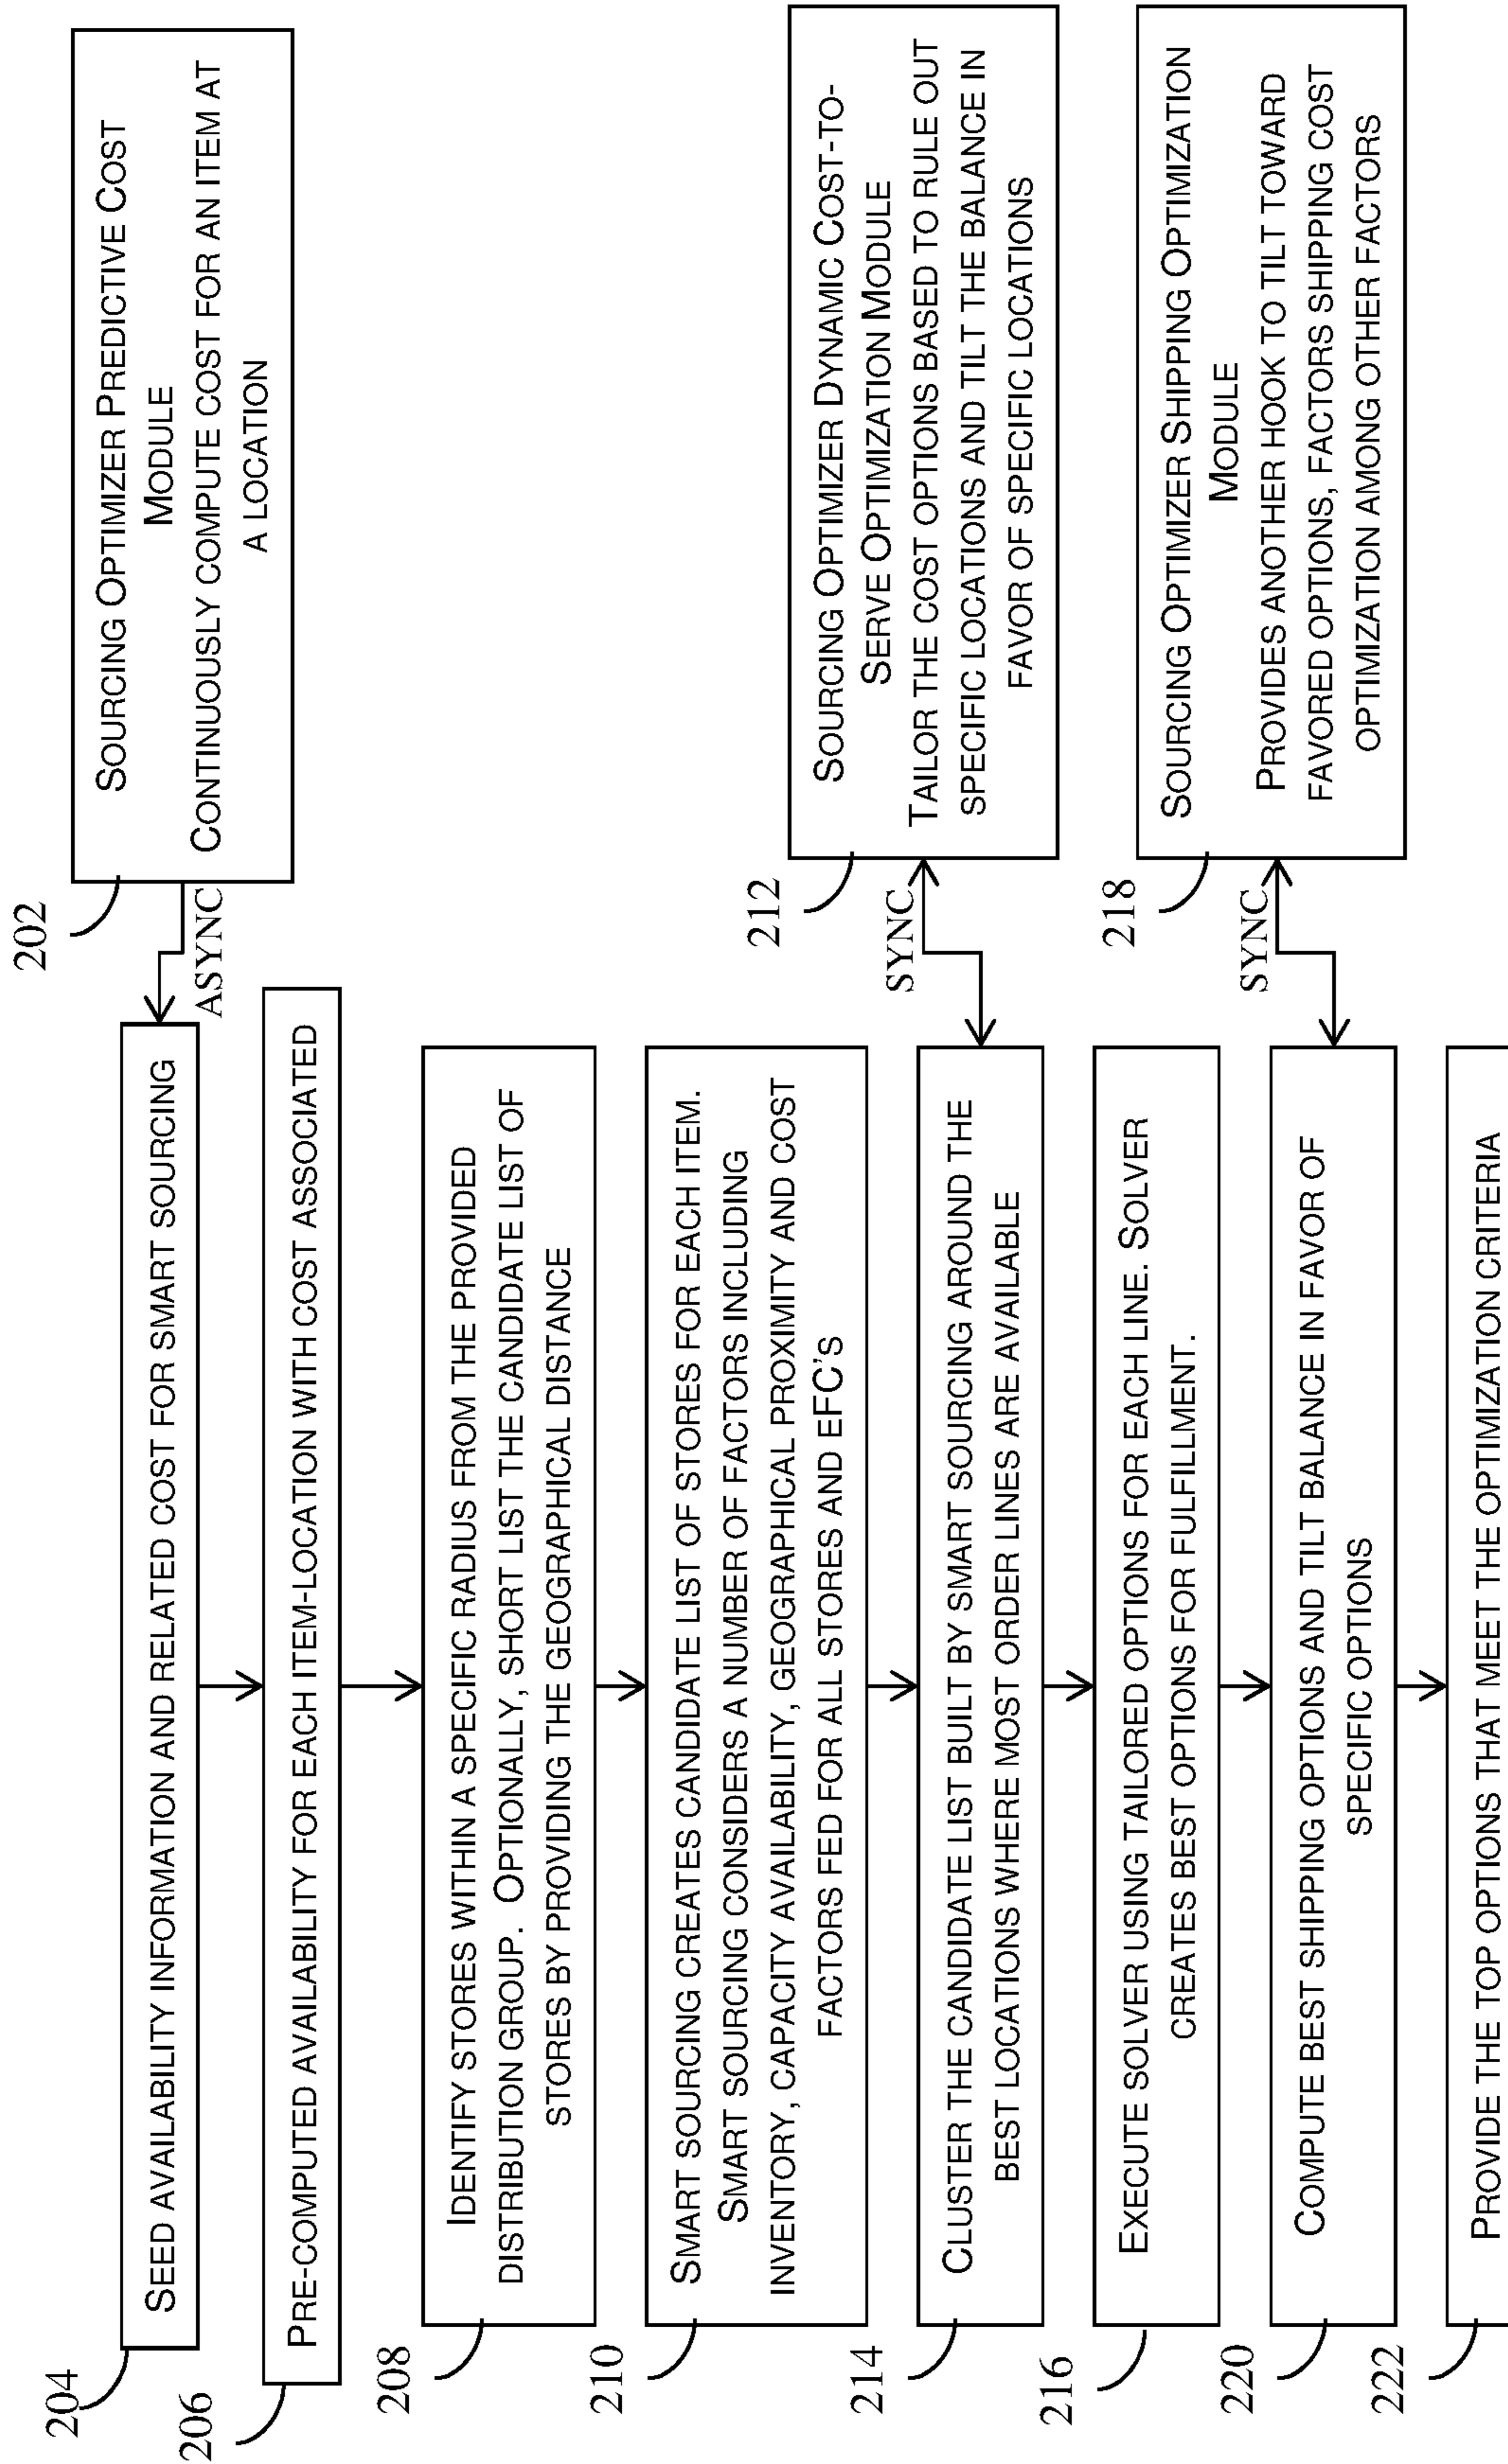 202
SOURCING OPTIMIZER PREDICTIVE COST
MODULE
CONTINUOUSLY COMPUTE COST FOR AN ITEM AT
A LOCATION
ASYNC
204
SEED AVAILABILITY INFORMATION AND RELATED COST FOR SMART SOURCING
206
PRE-COMPUTED AVAILABILITY FOR EACH ITEM-LOCATION WITH COST ASSOCIATED
208
IDENTIFY STORES WITHIN A SPECIFIC RADIUS FROM THE PROVIDED
DISTRIBUTION GROUP. OPTIONALLY, SHORT LIST THE CANDIDATE LIST OF
STORES BY PROVIDING THE GEOGRAPHICAL DISTANCE
210
SMART SOURCING CREATES CANDIDATE LIST OF STORES FOR EACH ITEM.
SMART SOURCING CONSIDERS A NUMBER OF FACTORS INCLUDING
INVENTORY, CAPACITY AVAILABILITY, GEOGRAPHICAL PROXIMITY AND COST
FACTORS FED FOR ALL STORES AND EFC'S
212
SOURCING OPTIMIZER DYNAMIC COST-TO-
SERVE OPTIMIZATION MODULE
TAILOR THE COST OPTIONS BASED TO RULE OUT
SPECIFIC LOCATIONS AND TILT THE BALANCE IN
FAVOR OF SPECIFIC LOCATIONS
SYNC
214
CLUSTER THE CANDIDATE LIST BUILT BY SMART SOURCING AROUND THE
BEST LOCATIONS WHERE MOST ORDER LINES ARE AVAILABLE
216
EXECUTE SOLVER USING TAILORED OPTIONS FOR EACH LINE. SOLVER
CREATES BEST OPTIONS FOR FULFILLMENT.
218
SOURCING OPTIMIZER SHIPPING OPTIMIZATION
MODULE
PROVIDES ANOTHER HOOK TO TILT TOWARD
FAVORED OPTIONS, FACTORS SHIPPING COST
OPTIMIZATION AMONG OTHER FACTORS
SYNC
220
COMPUTE BEST SHIPPING OPTIONS AND TILT BALANCE IN FAVOR OF
SPECIFIC OPTIONS
222
PROVIDE THE TOP OPTIONS THAT MEET THE OPTIMIZATION CRITERIA